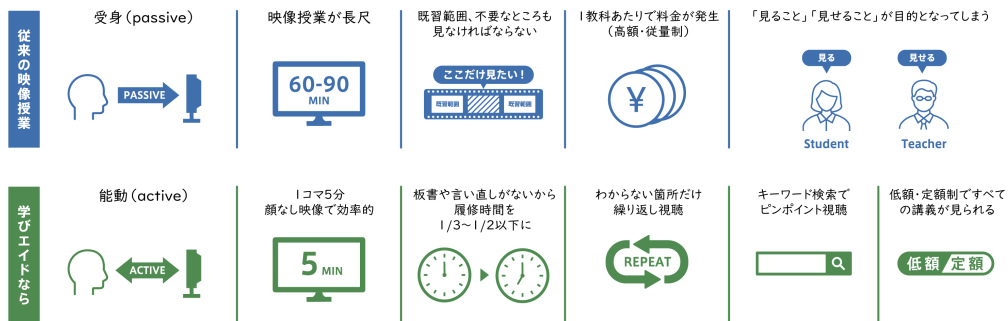 従来の映像授業
受身(passive)
PASSIVE
映像授業が長尺
60-90
MIN
既習範囲、不要なところも
見なければならない
ここだけ見たい!
既習範囲
既習範囲
1教科あたりで料金が発生
(高額・従量制)
¥
「見ること」「見せること」が目的となってしまう
見る
見せる
Student
Teacher
学びエイドなら
能動(active)
ACTIVE
1コマ5分
顔なし映像で効率的
5 MIN
板書や言い直しがないから
履修時間を
1/3〜1/2以下に
わからない箇所だけ
繰り返し視聴
REPEAT
キーワード検索で
ピンポイント視聴
低額・定額制ですべて
の講義が見られる
低額/定額